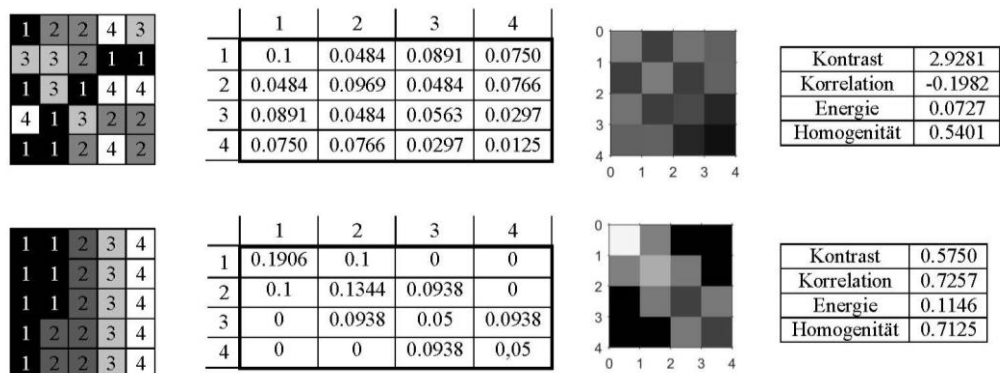 1 2 2 4 3
3 3 2 1 1
1 3 1 4 4
4 1 3 2 2
1 1 2 4 2
1 2 3 4
1 0.1 0.0484 0.0891 0.0750
2 0.0484 0.0969 0.0484 0.0766
3 0.0891 0.0484 0.0563 0.0297
4 0.0750 0.0766 0.0297 0.0125
0
1
2
3
4
0 1 2 3 4
Kontrast 2.9281
Korrelation -0.1982
Energie 0.0727
Homogenität 0.5401
1 1 2 3 4
1 1 2 3 4
1 1 2 3 4
1 2 2 3 4
1 2 2 3 4
1 2 3 4
1 0.1906 0.1 0 0
2 0.1 0.1344 0.0938 0
3 0 0.0938 0.05 0.0938
4 0 0 0.0938 0,05
0
1
2
3
4
0 1 2 3 4
Kontrast 0.5750
Korrelation 0.7257
Energie 0.1146
Homogenität 0.7125